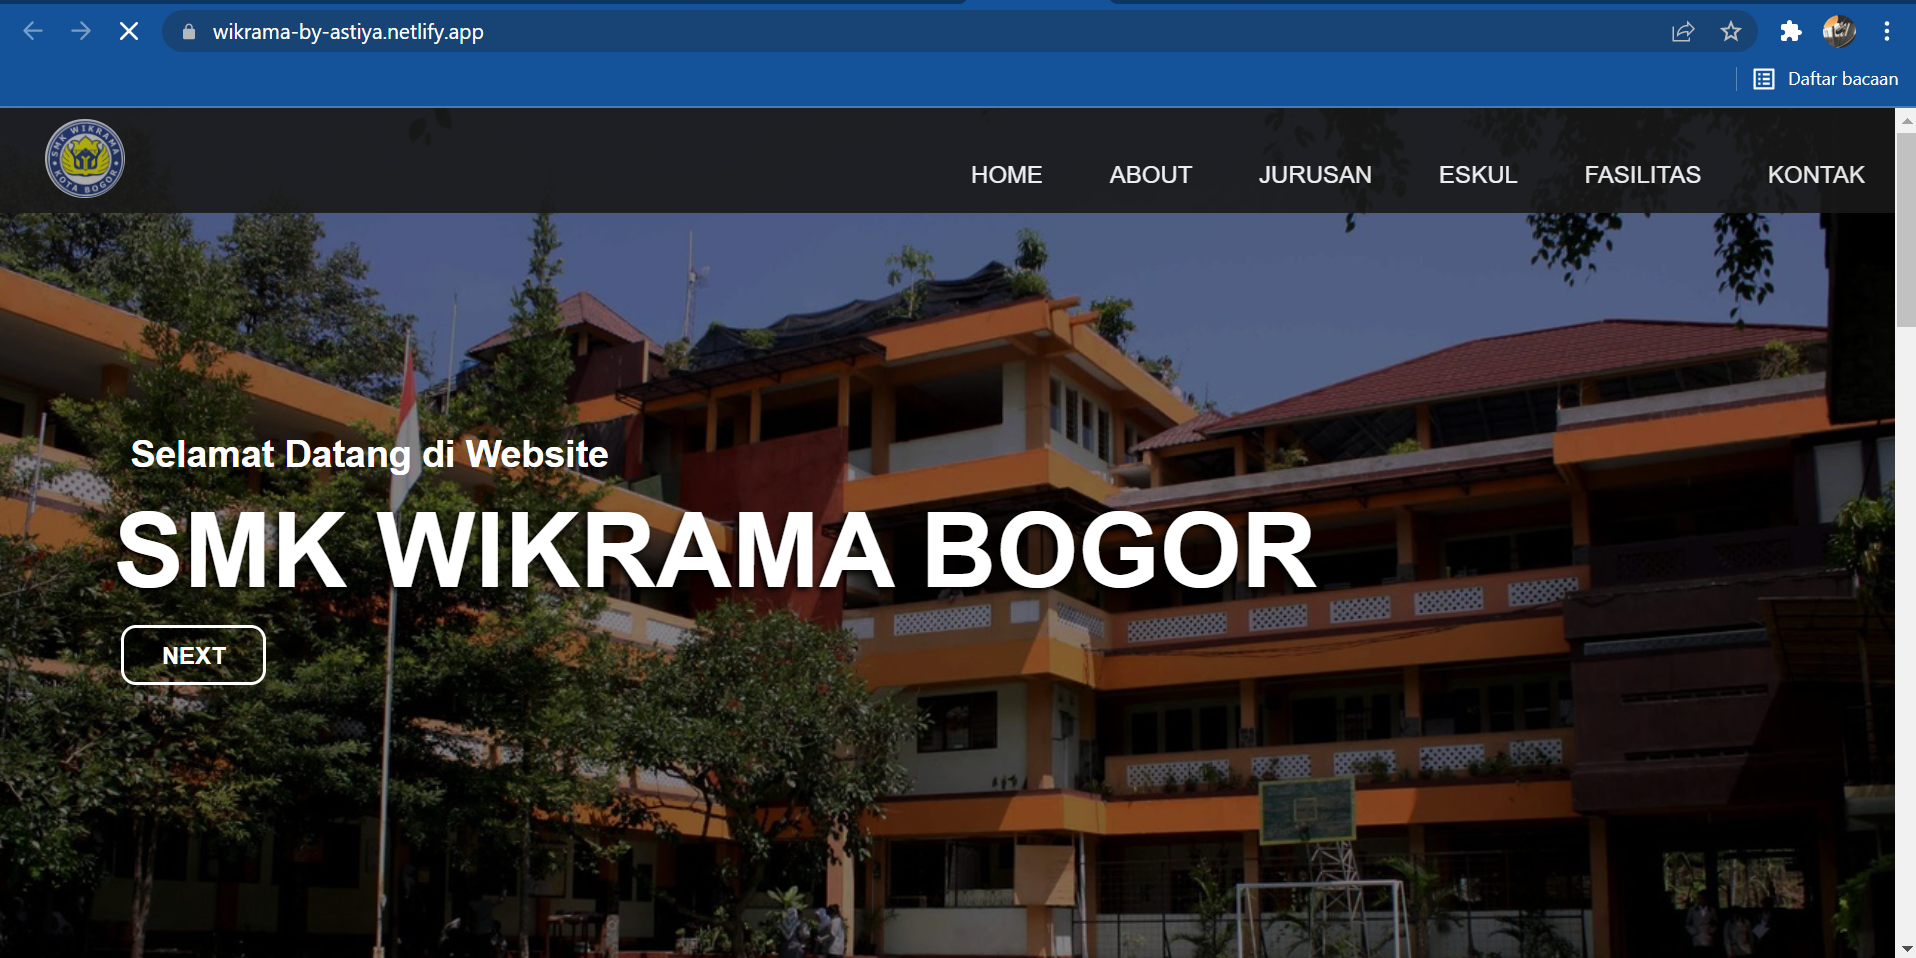 wikrama-by-astiya.netlify.app
Daftar bacaan
SMK WIKRAMA
KOTA BOGOR
HOME ABOUT JURUSAN ESKUL FASILITAS KONTAK
Selamat Datang di Website
SMK WIKRAMA BOGOR
NEXT